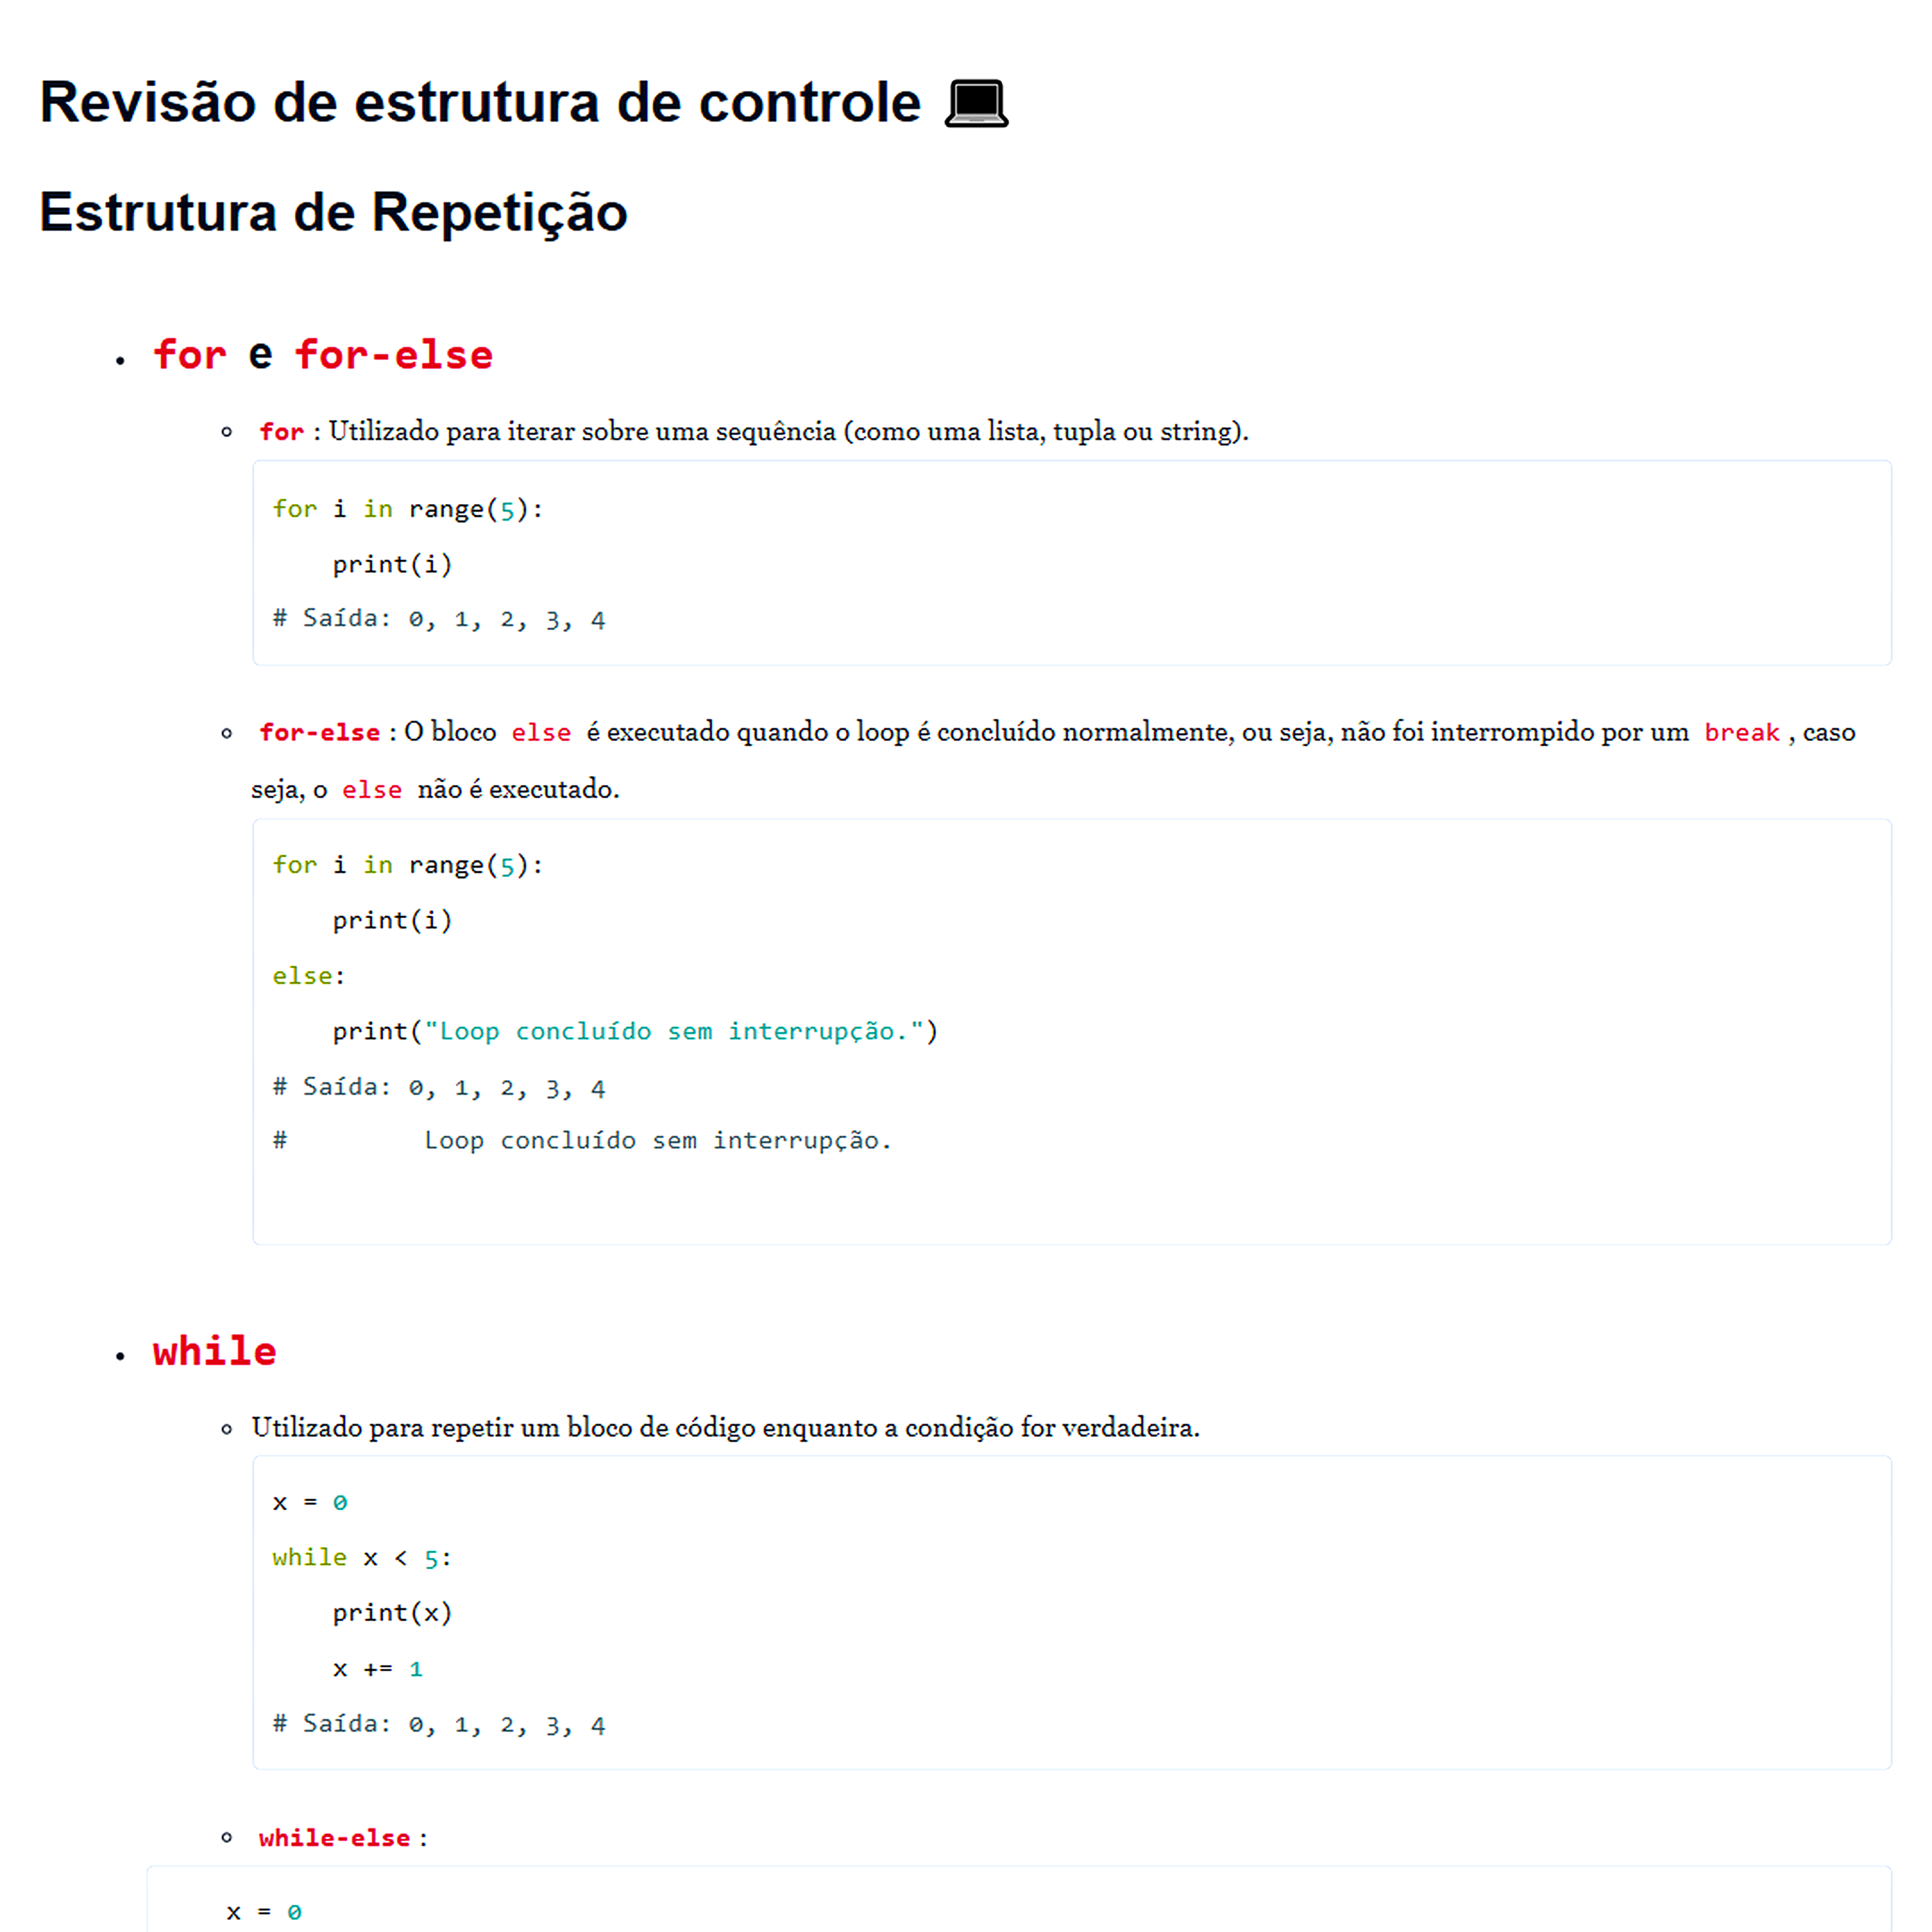 Revisão de estrutura de controle 💻
Estrutura de Repetição
• for e for-else
◦ for : Utilizado para iterar sobre uma sequência (como uma lista, tupla ou string).
for i in range(5):
    print(i)
# Saída: 0, 1, 2, 3, 4
◦ for-else : O bloco else é executado quando o loop é concluído normalmente, ou seja, não foi interrompido por um break , caso
seja, o else não é executado.
for i in range(5):
    print(i)
else:
    print("Loop concluído sem interrupção.")
# Saída: 0, 1, 2, 3, 4
#         Loop concluído sem interrupção.
• while
◦ Utilizado para repetir um bloco de código enquanto a condição for verdadeira.
x = 0
while x < 5:
    print(x)
    x += 1
# Saída: 0, 1, 2, 3, 4
◦ while-else :
x = 0